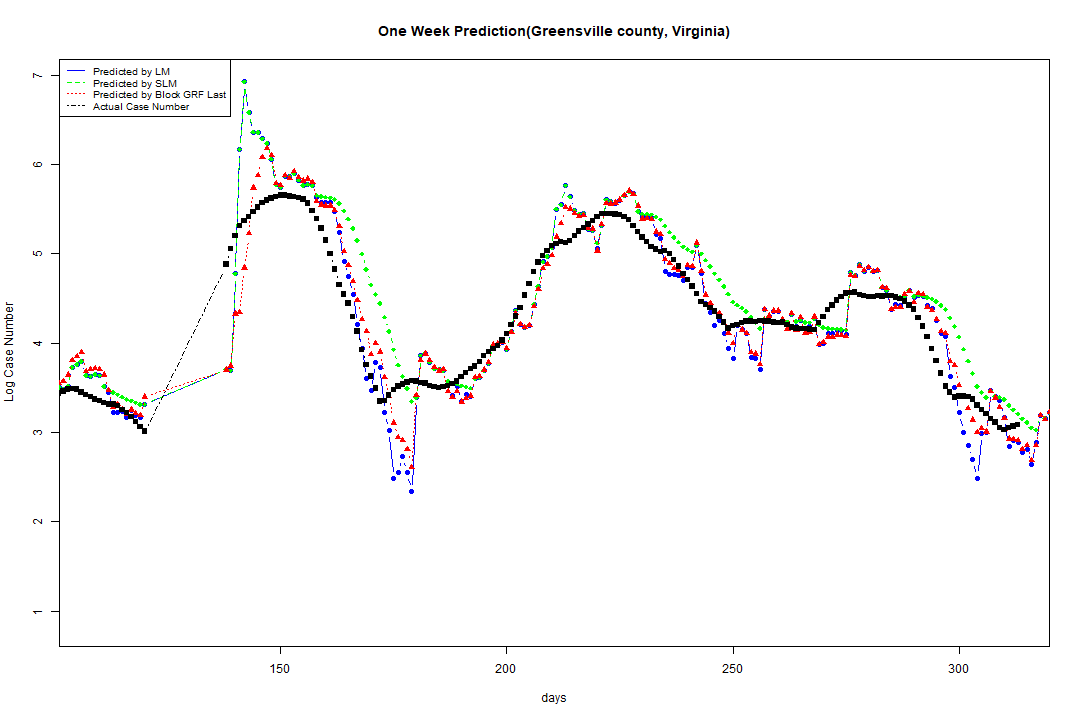 One Week Prediction(Greensville county, Virginia)
Predicted by LM
Predicted by SLM
Predicted by Block GRF Last
Actual Case Number
7
6
5
4
3
2
1
Log Case Number
150 200 250 300
days